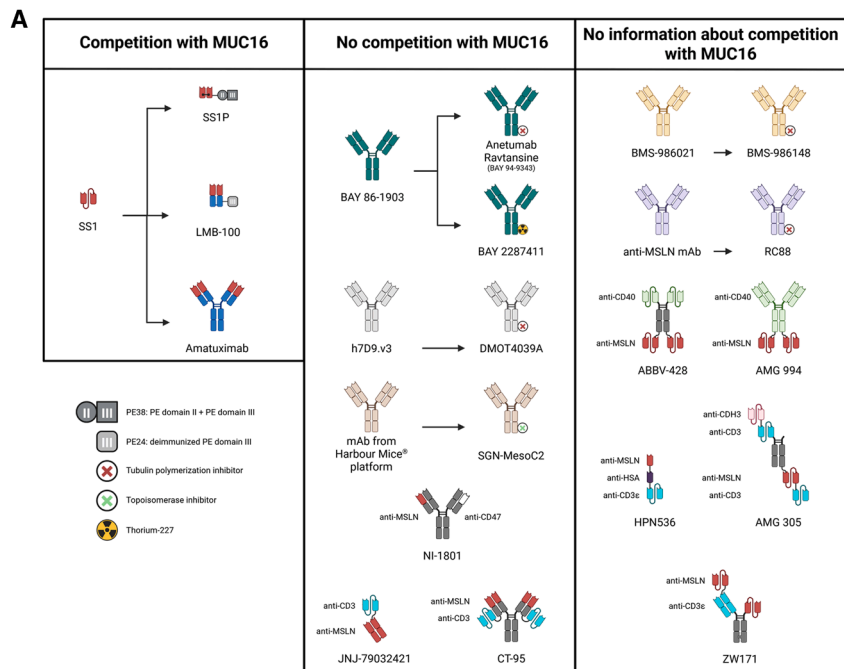 A
Competition with MUC16
SS1P
SS1
LMB-100
Amatuximab
II
III
PE38: PE domain II + PE domain III
III
PE24: deimmunized PE domain III
Tubulin polymerization inhibitor
Topoisomerase inhibitor
Thorium-227
No competition with MUC16
Anetumab
Ravtansine
(BAY 94-9343)
BAY 86-1903
BAY 2287411
h7D9.v3
DMOT4039A
mAb from
Harbour Mice®
platform
SGN-MesoC2
anti-MSLN
anti-CD47
NI-1801
anti-CD3
anti-MSLN
JNJ-79032421
anti-MSLN
anti-CD3
CT-95
No information about competition
with MUC16
BMS-986021
BMS-986148
anti-MSLN mAb
RC88
anti-CD40
anti-MSLN
ABBV-428
anti-CD40
anti-MSLN
AMG 994
anti-MSLN
anti-HSA
anti-CD3ε
HPN536
anti-CDH3
anti-CD3
anti-MSLN
anti-CD3
AMG 305
anti-MSLN
anti-CD3ε
ZW171